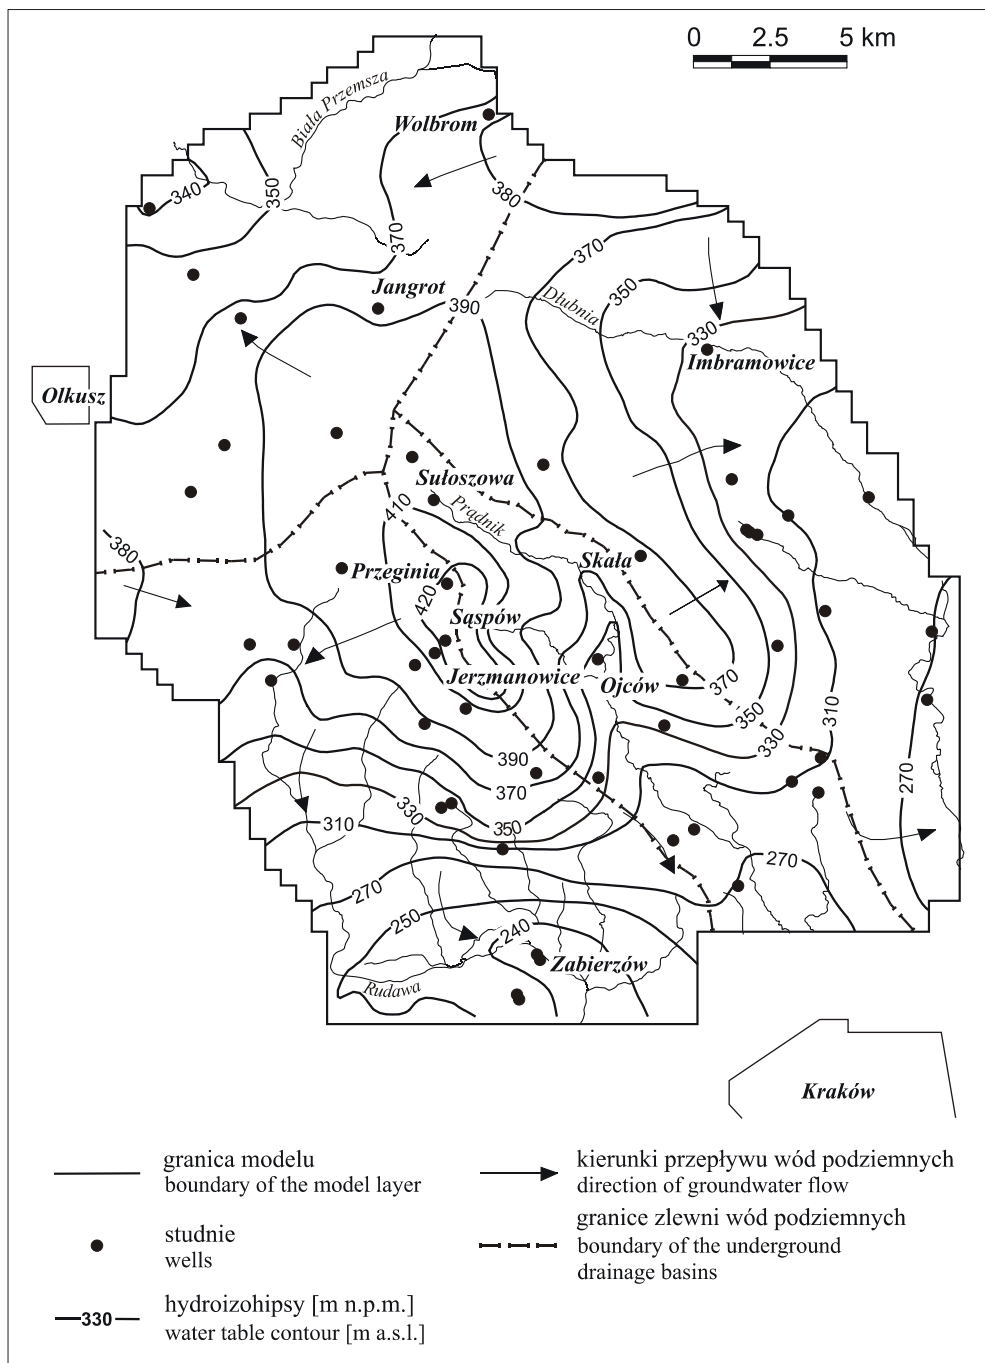 0 2.5 5 km
Biała Przemsza
Wolbrom
340
350
380
370
370
Jangrot
390
350
Dłubnia
330
Imbramowice
Olkusz
Sułoszowa
410
Prądnik
380
Skała
Przeginia
420
Sąspów
Jerzmanowice
Ojców
370
350
310
330
390
370
270
330
350
310
270
270
250
240
Zabierzów
Rudawa
Kraków
granica modelu
boundary of the model layer
studnie
wells
330
hydroizohipsy [m n.p.m.]
water table contour [m a.s.l.]
kierunki przepływu wód podziemnych
direction of groundwater flow
granice zlewni wód podziemnych
boundary of the underground
drainage basins